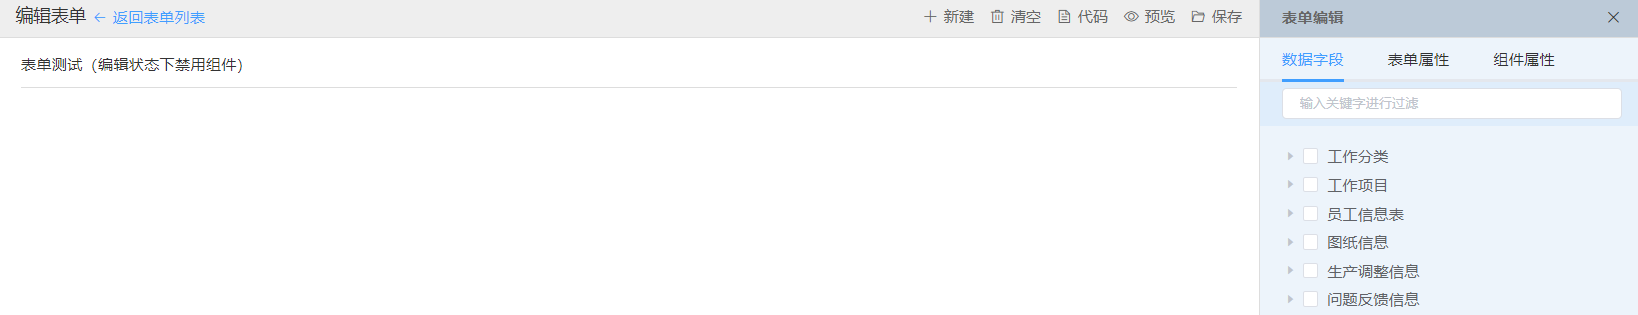 编辑表单 ← 返回表单列表 新建 清空 代码 预览 保存
表单测试（编辑状态下禁用组件）
表单编辑
数据字段 表单属性 组件属性
输入关键字进行过滤
工作分类
工作项目
员工信息表
图纸信息
生产调整信息
问题反馈信息